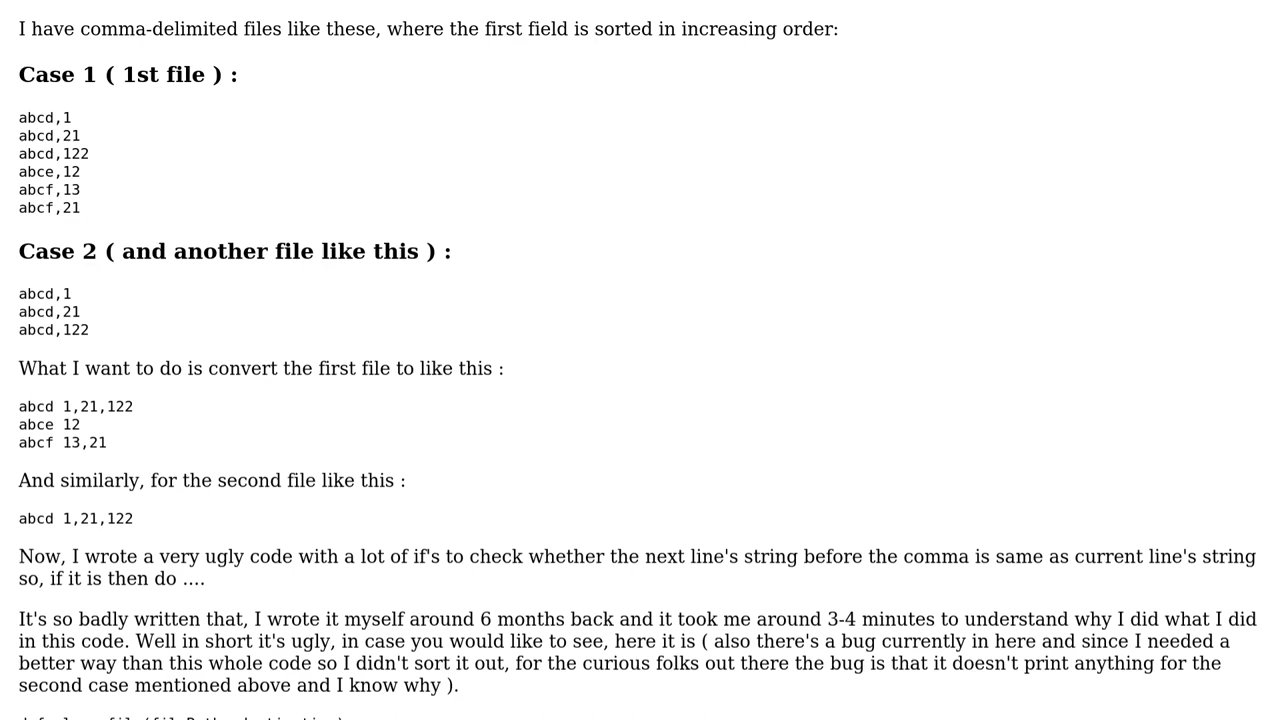 I have comma-delimited files like these, where the first field is sorted in increasing order:
Case 1 ( 1st file ) :
abcd,1
abcd,21
abcd,122
abce,12
abcf,13
abcf,21
Case 2 ( and another file like this ) :
abcd,1
abcd,21
abcd,122
What I want to do is convert the first file to like this :
abcd 1,21,122
abce 12
abcf 13,21
And similarly, for the second file like this :
abcd 1,21,122
Now, I wrote a very ugly code with a lot of if's to check whether the next line's string before the comma is same as current line's string
so, if it is then do ....
It's so badly written that, I wrote it myself around 6 months back and it took me around 3-4 minutes to understand why I did what I did
in this code. Well in short it's ugly, in case you would like to see, here it is ( also there's a bug currently in here and since I needed a
better way than this whole code so I didn't sort it out, for the curious folks out there the bug is that it doesn't print anything for the
second case mentioned above and I know why ).